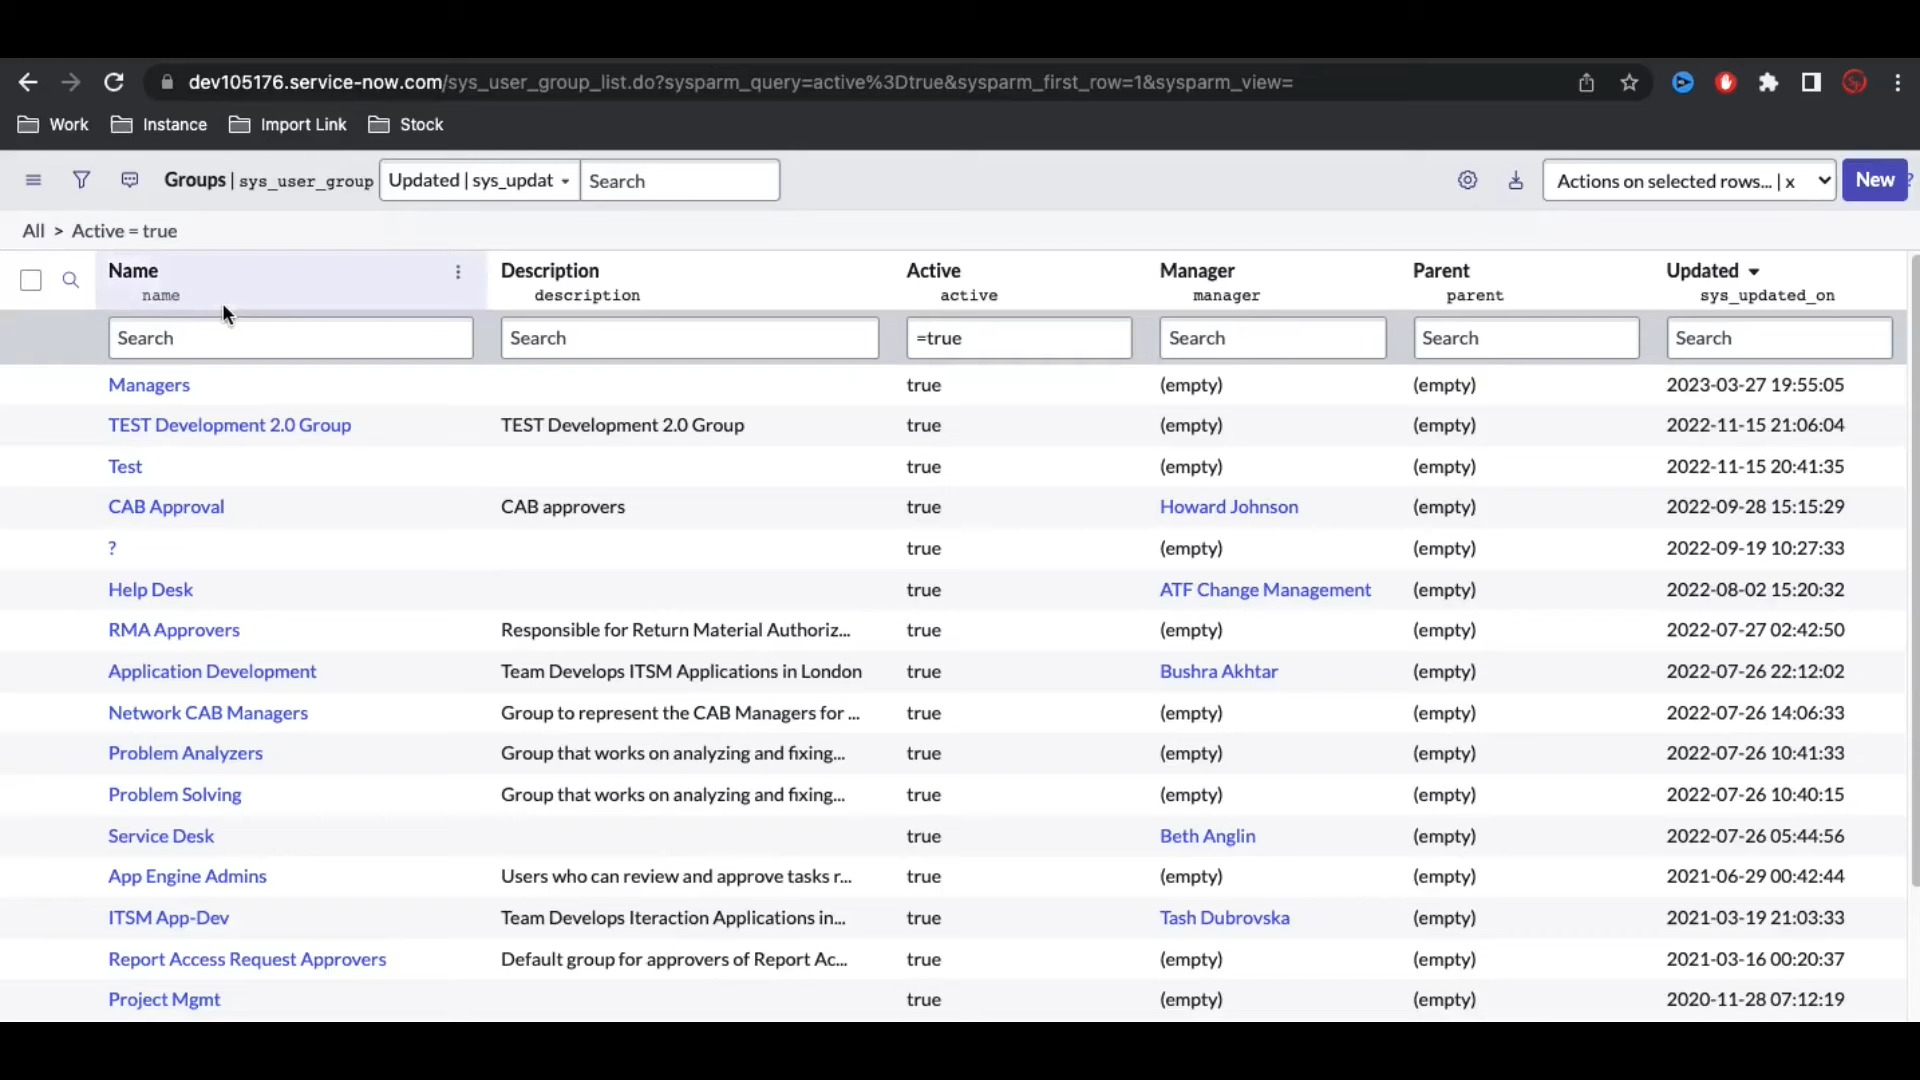 dev105176.service-now.com/sys_user_group_list.do?sysparm_query=active%3Dtrue&sysparm_first_row=1&sysparm_view=
Work Instance Import Link Stock
Groups | sys_user_group Updated | sys_updat Search Actions on selected rows... | x New ?
All > Active = true
Name Description Active Manager Parent Updated
name description active manager parent sys_updated_on
Search Search =true Search Search Search
Managers true (empty) (empty) 2023-03-27 19:55:05
TEST Development 2.0 Group TEST Development 2.0 Group true (empty) (empty) 2022-11-15 21:06:04
Test true (empty) (empty) 2022-11-15 20:41:35
CAB Approval CAB approvers true Howard Johnson (empty) 2022-09-28 15:15:29
? true (empty) (empty) 2022-09-19 10:27:33
Help Desk true ATF Change Management (empty) 2022-08-02 15:20:32
RMA Approvers Responsible for Return Material Authoriz... true (empty) (empty) 2022-07-27 02:42:50
Application Development Team Develops ITSM Applications in London true Bushra Akhtar (empty) 2022-07-26 22:12:02
Network CAB Managers Group to represent the CAB Managers for ... true (empty) (empty) 2022-07-26 14:06:33
Problem Analyzers Group that works on analyzing and fixing... true (empty) (empty) 2022-07-26 10:41:33
Problem Solving Group that works on analyzing and fixing... true (empty) (empty) 2022-07-26 10:40:15
Service Desk true Beth Anglin (empty) 2022-07-26 05:44:56
App Engine Admins Users who can review and approve tasks r... true (empty) (empty) 2021-06-29 00:42:44
ITSM App-Dev Team Develops Iteraction Applications in... true Tash Dubrovska (empty) 2021-03-19 21:03:33
Report Access Request Approvers Default group for approvers of Report Ac... true (empty) (empty) 2021-03-16 00:20:37
Project Mgmt true (empty) (empty) 2020-11-28 07:12:19